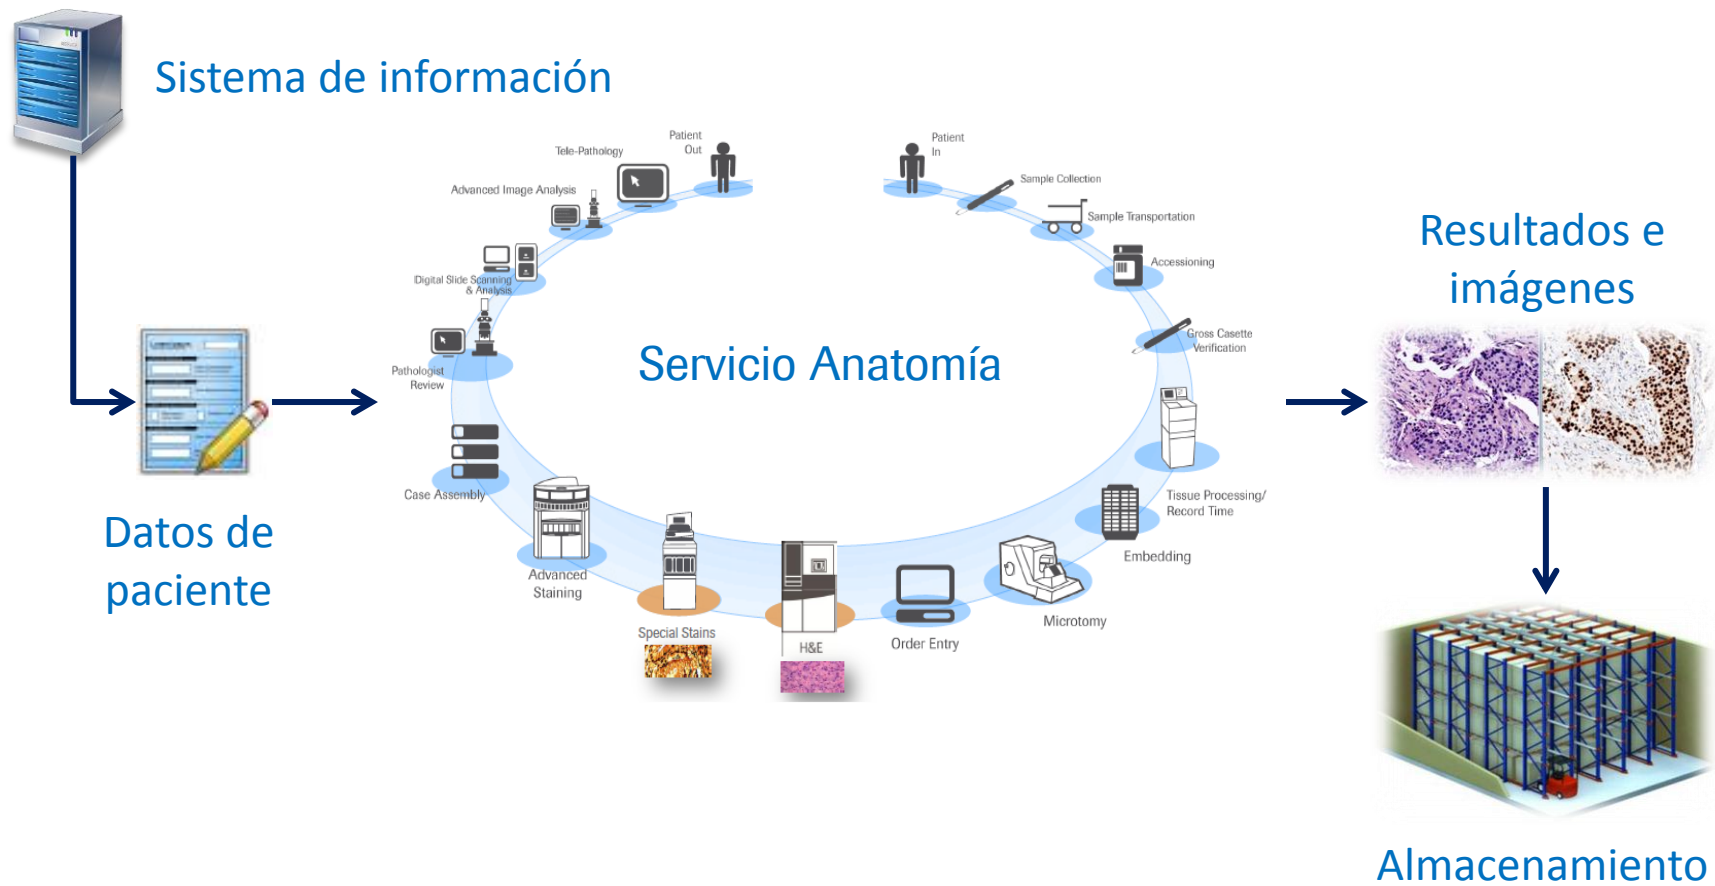 Sistema de información
Datos de
paciente
Servicio Anatomía
Patient
In
Sample Collection
Sample Transportation
Accessioning
Gross Casette
Verification
Tissue Processing/
Record Time
Embedding
Microtomy
Order Entry
H&E
Special Stains
Advanced
Staining
Case Assembly
Pathologist
Review
Digital Slide Scanning
& Analysis
Advanced Image Analysis
Tele-Pathology
Patient
Out
Resultados e
imágenes
Almacenamiento